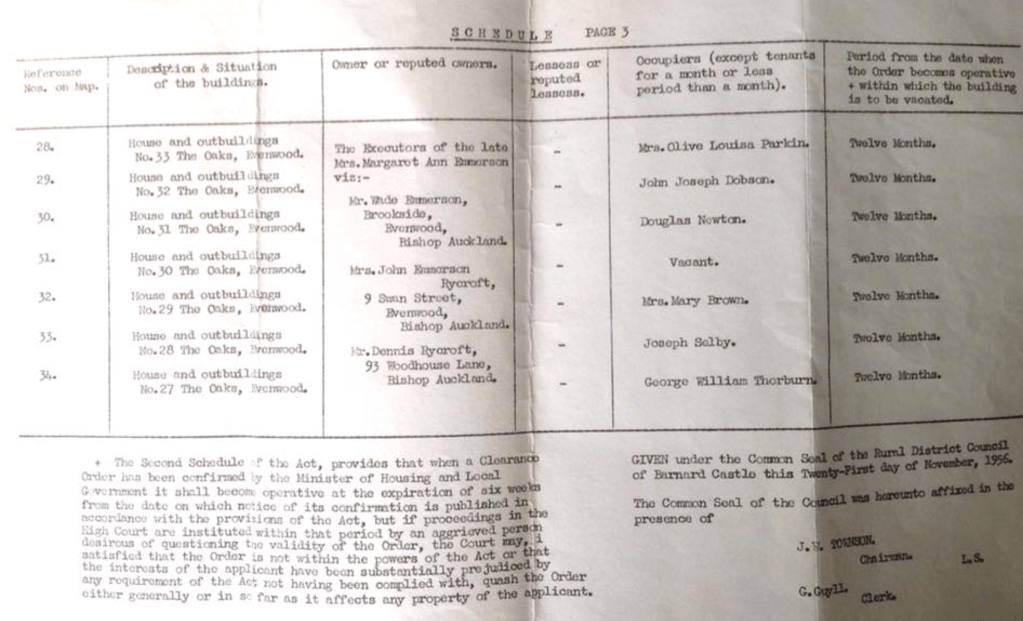 SCHEDULE PAGE 3
Reference
Nos. on Map.
Description & Situation
of the buildings.
Owner or reputed owners.
Lessess or
reputed
lessess.
Occupiers (except tenants
for a month or less
period than a month).
Period from the date when
the Order becomes operative
+ within which the building
is to be vacated.
28.
House and outbuildings
No.33 The Oaks, Evenwood.
The Executors of the late
Mrs.Margaret Ann Emmerson
viz:-
-
Mrs.Olive Louisa Parkin.
Twelve Months.
29.
House and outbuildings
No.32 The Oaks, Evenwood.
-
John Joseph Dobson.
Twelve Months.
Mr.Wade Emmerson,
Brookside,
Evenwood,
Bishop Auckland.
30.
House and outbuildings
No.31 The Oaks, Evenwood.
-
Douglas Newton.
Twelve Months.
31.
House and outbuildings
No.30 The Oaks, Evenwood.
-
Vacant.
Twelve Months.
Mrs.John Emmerson
Rycroft,
9 Swan Street,
Evenwood,
Bishop Auckland.
32.
House and outbuildings
No.29 The Oaks, Evenwood.
-
Mrs.Mary Brown.
Twelve Months.
33.
House and outbuildings
No.28 The Oaks, Evenwood.
-
Joseph Selby.
Twelve Months.
Mr.Dennis Rycroft,
93 Woodhouse Lane,
Bishop Auckland.
34.
House and outbuildings
No.27 The Oaks, Evenwood.
-
George William Thorburn.
Twelve Months.
+ The Second Schedule of the Act, provides that when a Clearance
Order has been confirmed by the Minister of Housing and Local
Government it shall become operative at the expiration of six weeks
from the date on which notice of its confirmation is published in
accordance with the provisions of the Act, but if proceedings in the
High Court are instituted within that period by an aggrieved person
desirous of questioning the validity of the Order, the Court may, i
satisfied that the Order is not within the powers of the Act or that
the interests of the applicant have been substantially prejudiced by
any requirement of the Act not having been complied with, quash the Order
either generally or in so far as it affects any property of the applicant.
GIVEN under the Common Seal of the Rural District Council
of Barnard Castle this Twenty-First day of November, 1956.
The Common Seal of the Council was hereunto affixed in the
presence of
J. TOWNSON.
Chairman.
L.S.
G.Guyll.
Clerk.